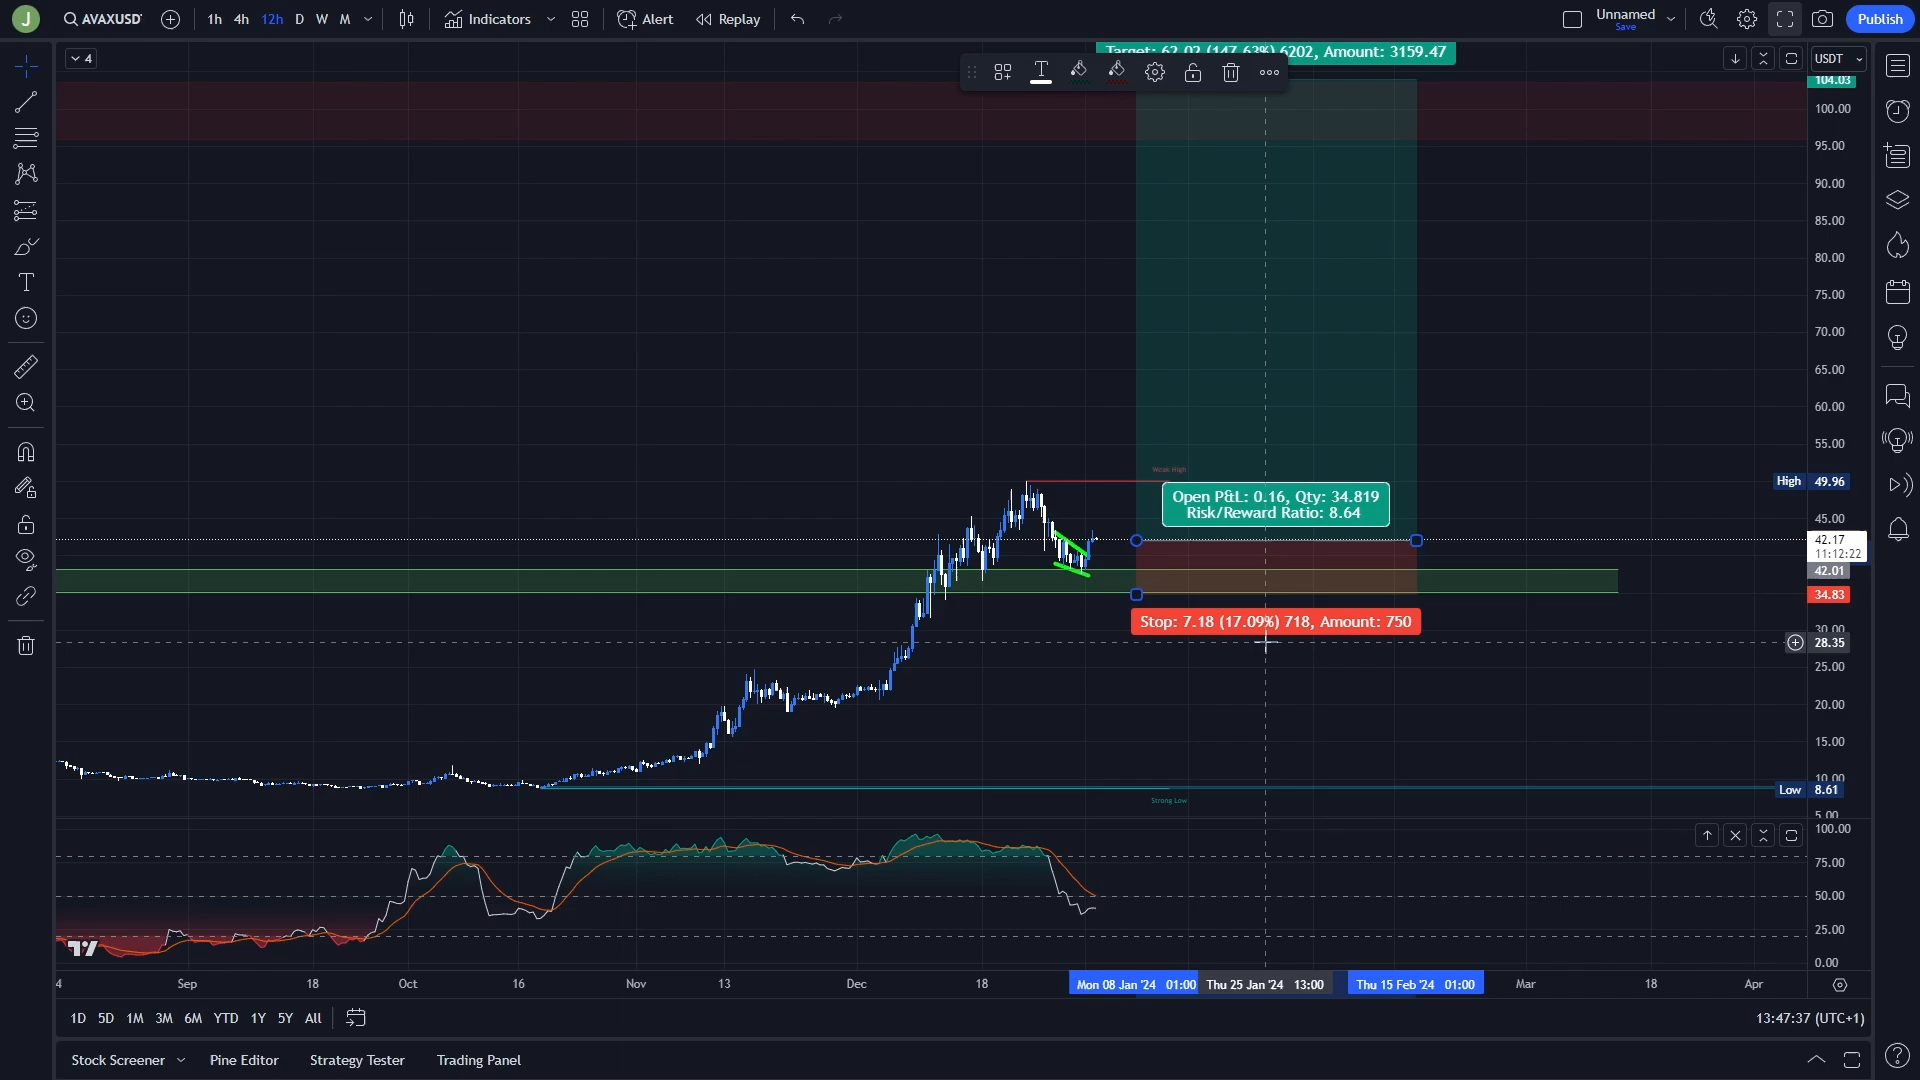 J
AVAXUSD
1h 4h 12h D W M
Indicators
Alert
Replay
Unnamed
Save
Publish
4
Target: 62.02 (147.63%) 6202, Amount: 3159.47
USDT
104.03
100.00
95.00
90.00
85.00
80.00
75.00
70.00
65.00
60.00
55.00
Weak High
High 49.96
Open P&L: 0.16, Qty: 34.819
Risk/Reward Ratio: 8.64
45.00
42.17
11:12:22
42.01
34.83
Stop: 7.18 (17.09%) 718, Amount: 750
30.00
28.35
25.00
20.00
15.00
10.00
Low 8.61
Strong Low
5.00
100.00
75.00
50.00
25.00
0.00
4 Sep 18 Oct 16 Nov 13 Dec 18 Mon 08 Jan '24 01:00 Thu 25 Jan '24 13:00 Thu 15 Feb '24 01:00 Mar 18 Apr
1D 5D 1M 3M 6M YTD 1Y 5Y All
13:47:37 (UTC+1)
Stock Screener Pine Editor Strategy Tester Trading Panel